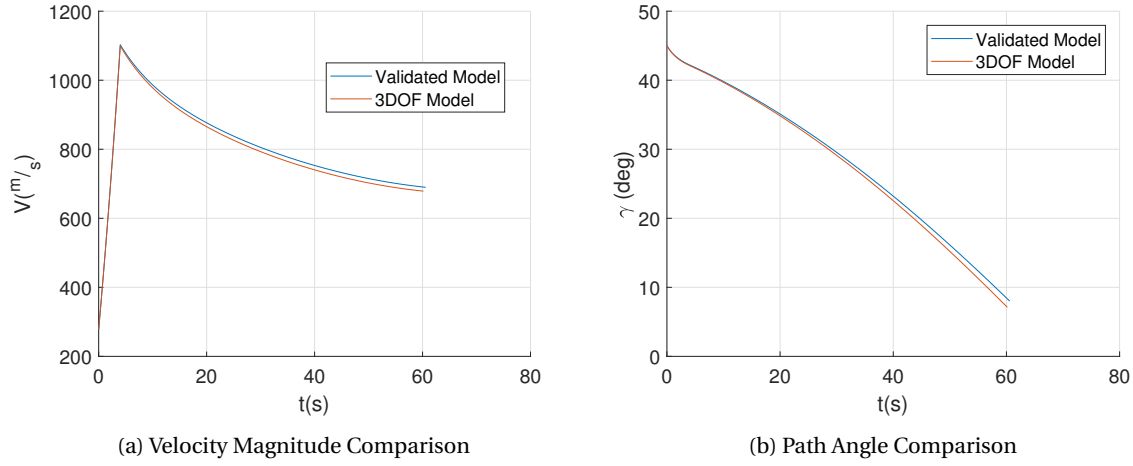 1200
1000
800
600
400
200
0
20
40
60
80
V(m/s)
t(s)
Validated Model
3DOF Model
(a) Velocity Magnitude Comparison
50
40
30
20
10
0
0
20
40
60
80
γ (deg)
t(s)
Validated Model
3DOF Model
(b) Path Angle Comparison